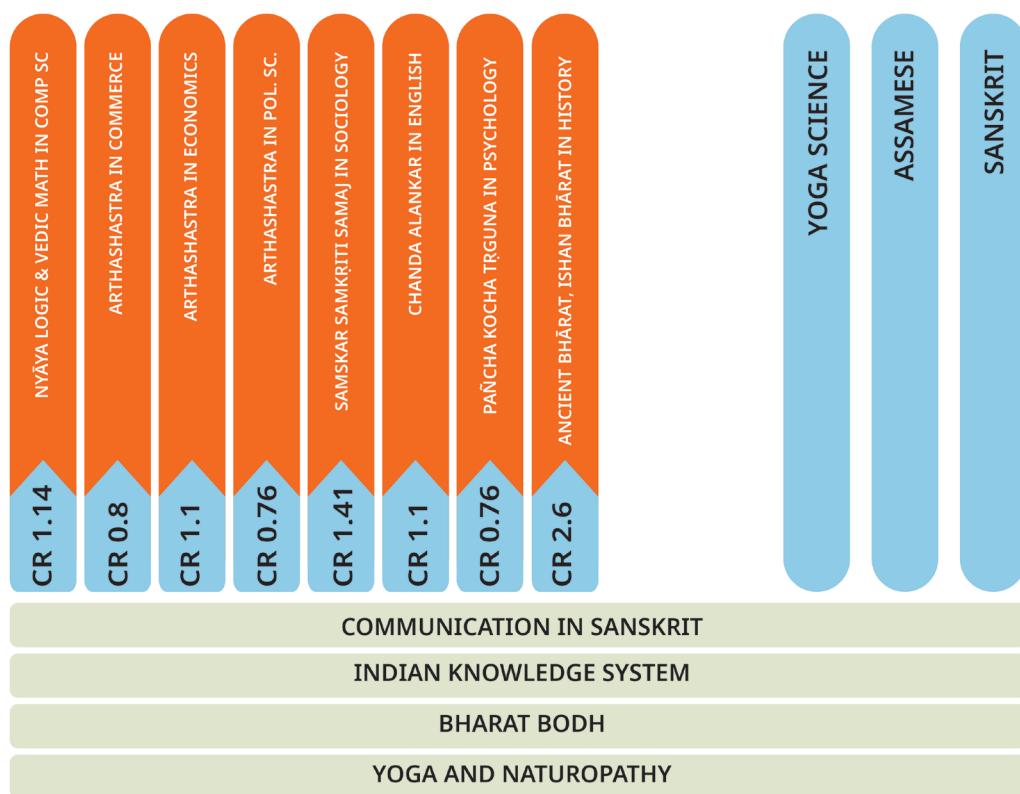 NYĀYA LOGIC & VEDIC MATH IN COMP SC
ARTHASHASTRA IN COMMERCE
ARTHASHASTRA IN ECONOMICS
ARTHASHASTRA IN POL. SC.
SAMSKAR SAMKṚITI SAMAJ IN SOCIOLOGY
CHANDA ALANKAR IN ENGLISH
PAÑCHA KOCHA TṚGUNA IN PSYCHOLOGY
ANCIENT BHĀRAT, ISHAN BHĀRAT IN HISTORY
YOGA SCIENCE
ASSAMESE
SANSKRIT
CR 1.14
CR 0.8
CR 1.1
CR 0.76
CR 1.41
CR 1.1
CR 0.76
CR 2.6
COMMUNICATION IN SANSKRIT
INDIAN KNOWLEDGE SYSTEM
BHARAT BODH
YOGA AND NATUROPATHY